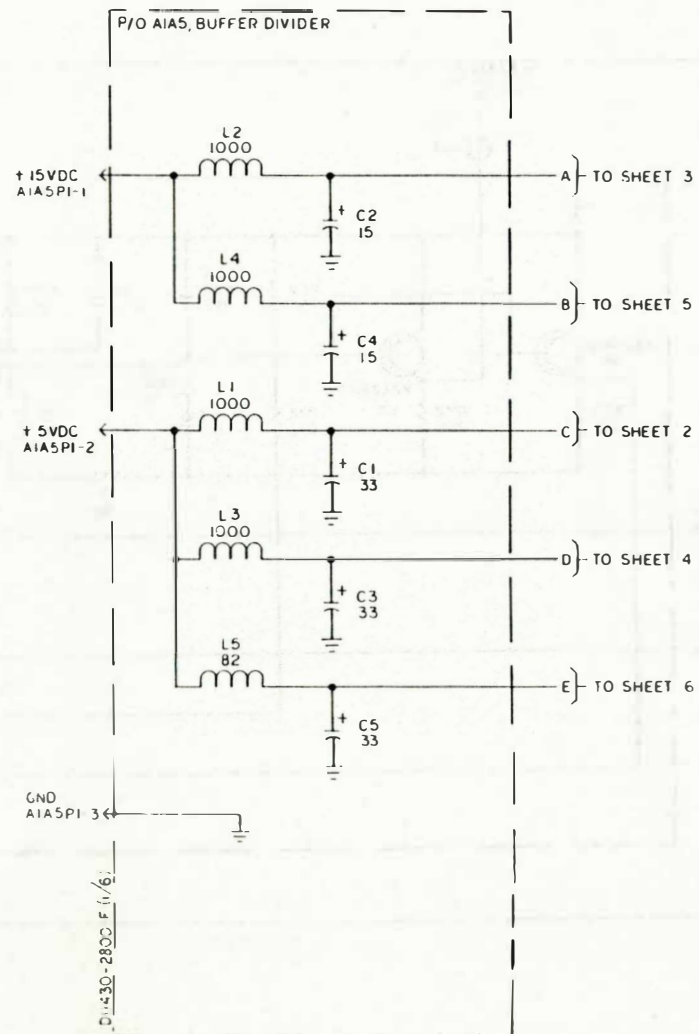 P/O A1A5, BUFFER DIVIDER
L2
1000
+ 15VDC
A1A5P1-1
A} TO SHEET 3
+ C2
15
L4
1000
B} TO SHEET 5
+ C4
15
L1
1000
+ 5VDC
A1A5P1-2
C} TO SHEET 2
+ C1
33
L3
1000
D} TO SHEET 4
+ C3
33
L5
82
E} TO SHEET 6
+ C5
33
GND
A1A5P1-3